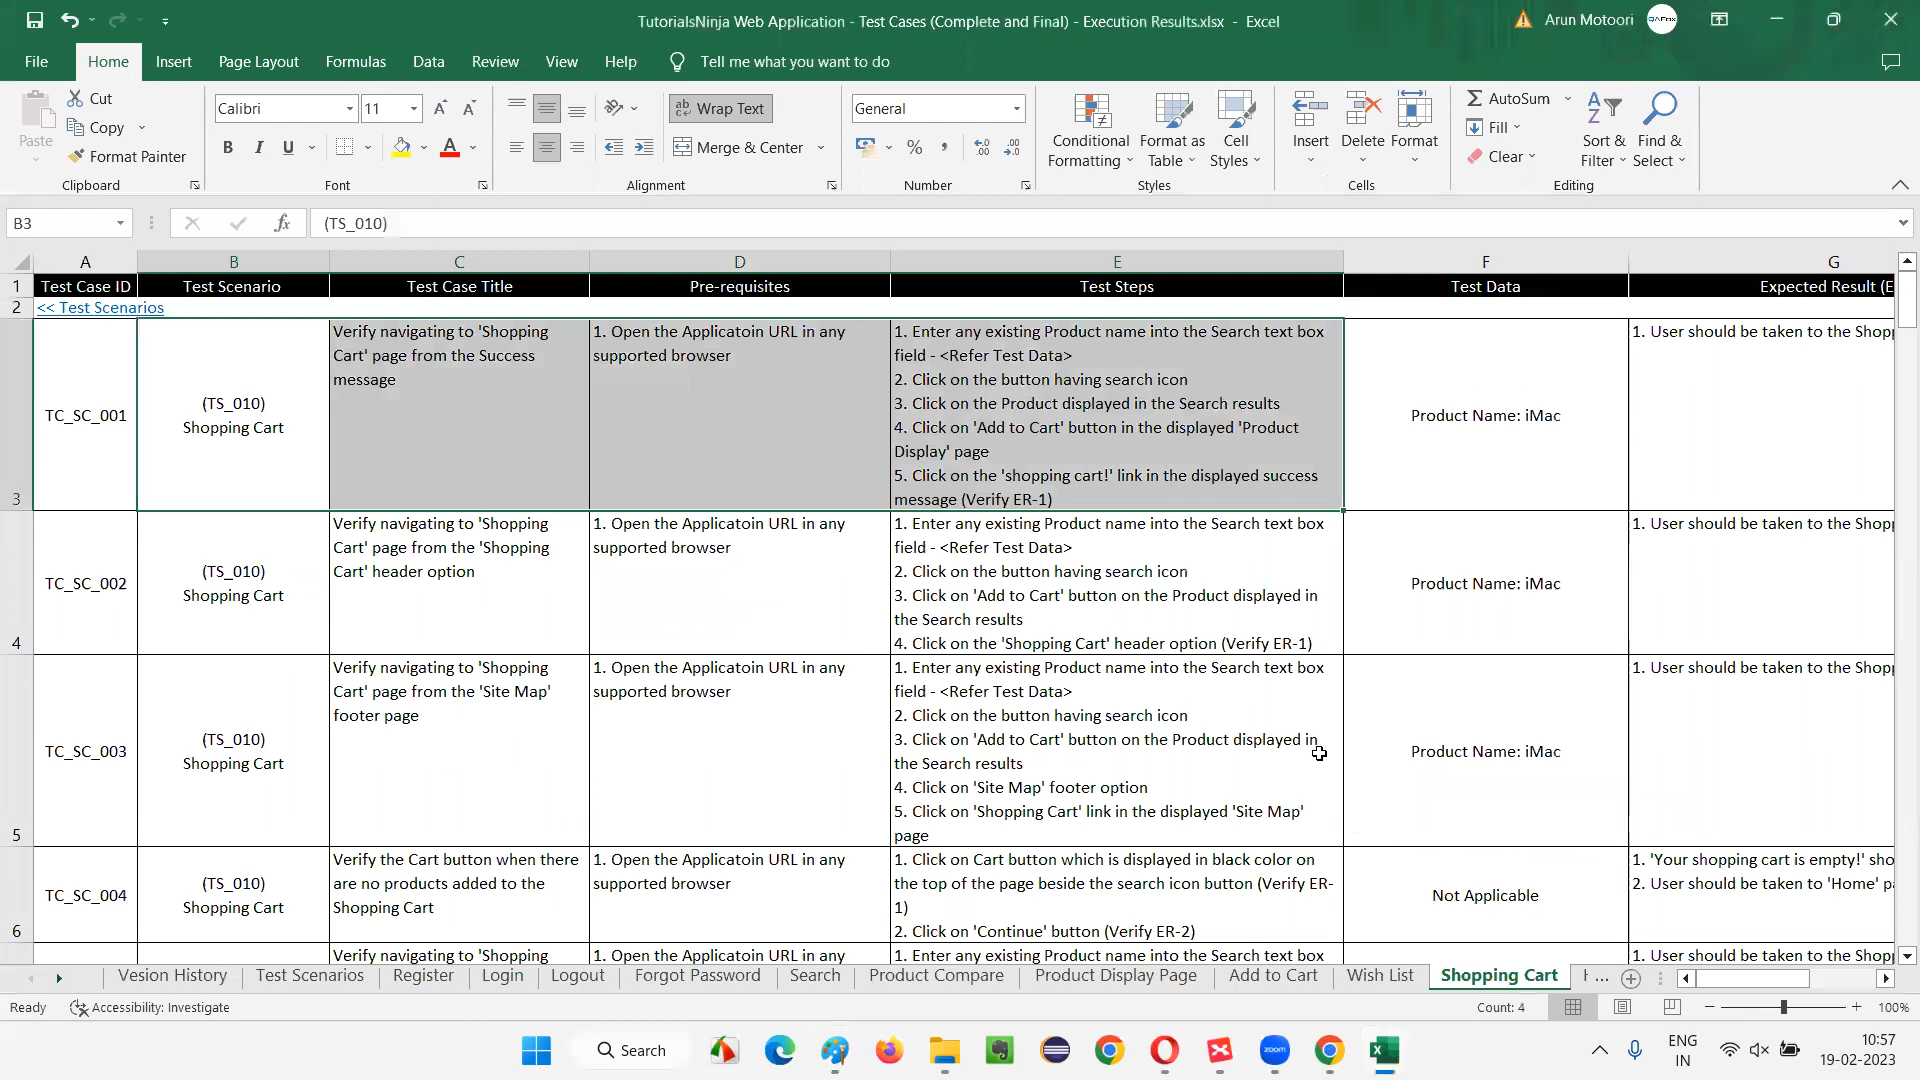 TutorialsNinja Web Application - Test Cases (Complete and Final) - Execution Results.xlsx - Excel
Arun Motoori
QAFox
File Home Insert Page Layout Formulas Data Review View Help Tell me what you want to do
Paste
Cut
Copy
Format Painter
Clipboard
Calibri 11
B I U
Font
Wrap Text
Merge & Center
Alignment
General
Number
Conditional Formatting
Format as Table
Cell Styles
Styles
Insert
Delete
Format
Cells
AutoSum
Fill
Clear
Sort & Filter
Find & Select
Editing
B3
fx
(TS_010)
A B C D E F G
1 Test Case ID Test Scenario Test Case Title Pre-requisites Test Steps Test Data Expected Result (E
2 << Test Scenarios
3
TC_SC_001
(TS_010)
Shopping Cart
Verify navigating to 'Shopping
Cart' page from the Success
message
1. Open the Applicatoin URL in any
supported browser
1. Enter any existing Product name into the Search text box
field - <Refer Test Data>
2. Click on the button having search icon
3. Click on the Product displayed in the Search results
4. Click on 'Add to Cart' button in the displayed 'Product
Display' page
5. Click on the 'shopping cart!' link in the displayed success
message (Verify ER-1)
Product Name: iMac
1. User should be taken to the Shopp
4
TC_SC_002
(TS_010)
Shopping Cart
Verify navigating to 'Shopping
Cart' page from the 'Shopping
Cart' header option
1. Open the Applicatoin URL in any
supported browser
1. Enter any existing Product name into the Search text box
field - <Refer Test Data>
2. Click on the button having search icon
3. Click on 'Add to Cart' button on the Product displayed in
the Search results
4. Click on the 'Shopping Cart' header option (Verify ER-1)
Product Name: iMac
1. User should be taken to the Shopp
5
TC_SC_003
(TS_010)
Shopping Cart
Verify navigating to 'Shopping
Cart' page from the 'Site Map'
footer page
1. Open the Applicatoin URL in any
supported browser
1. Enter any existing Product name into the Search text box
field - <Refer Test Data>
2. Click on the button having search icon
3. Click on 'Add to Cart' button on the Product displayed in
the Search results
4. Click on 'Site Map' footer option
5. Click on 'Shopping Cart' link in the displayed 'Site Map'
page
Product Name: iMac
1. User should be taken to the Shopp
6
TC_SC_004
(TS_010)
Shopping Cart
Verify the Cart button when there
are no products added to the
Shopping Cart
1. Open the Applicatoin URL in any
supported browser
1. Click on Cart button which is displayed in black color on
the top of the page beside the search icon button (Verify ER-
1)
2. Click on 'Continue' button (Verify ER-2)
Not Applicable
1. 'Your shopping cart is empty!' sho
2. User should be taken to 'Home' pa
Verify navigating to 'Shopping
1. Open the Applicatoin URL in any
1. Enter any existing Product name into the Search text box
1. User should be taken to the Shopp
Vesion History Test Scenarios Register Login Logout Forgot Password Search Product Compare Product Display Page Add to Cart Wish List Shopping Cart ...
Ready Accessibility: Investigate Count: 4 100%
Search
zoom
ENG
IN
10:57
19-02-2023